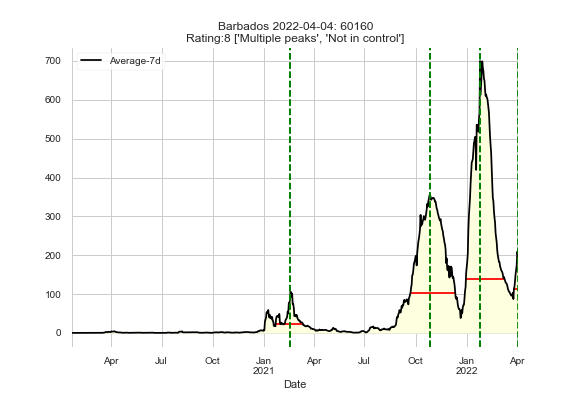 Barbados 2022-04-04: 60160
Rating:8 ['Multiple peaks', 'Not in control']
Average-7d
700
600
500
400
300
200
100
0
Apr Jul Oct Jan Apr Jul Oct Jan Apr
2021 2022
Date